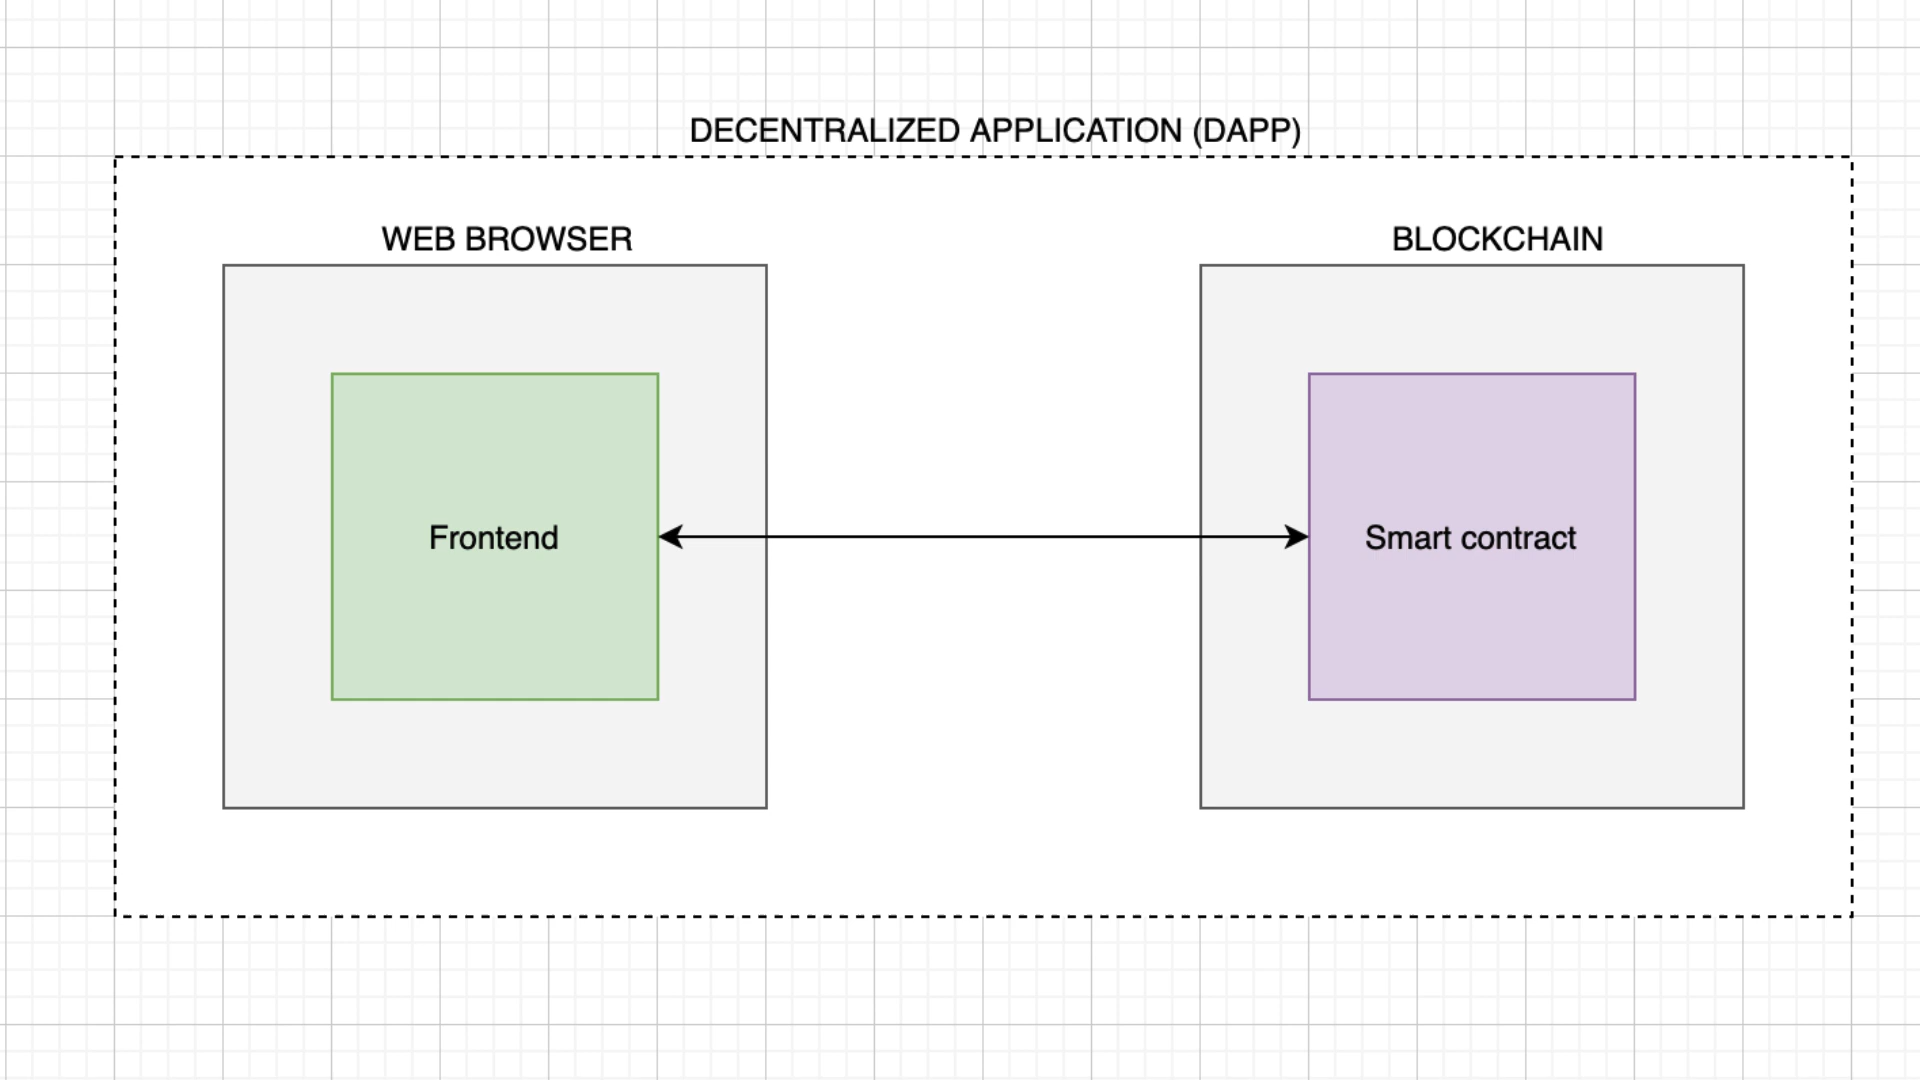 DECENTRALIZED APPLICATION (DAPP)
WEB BROWSER
BLOCKCHAIN
Frontend
Smart contract